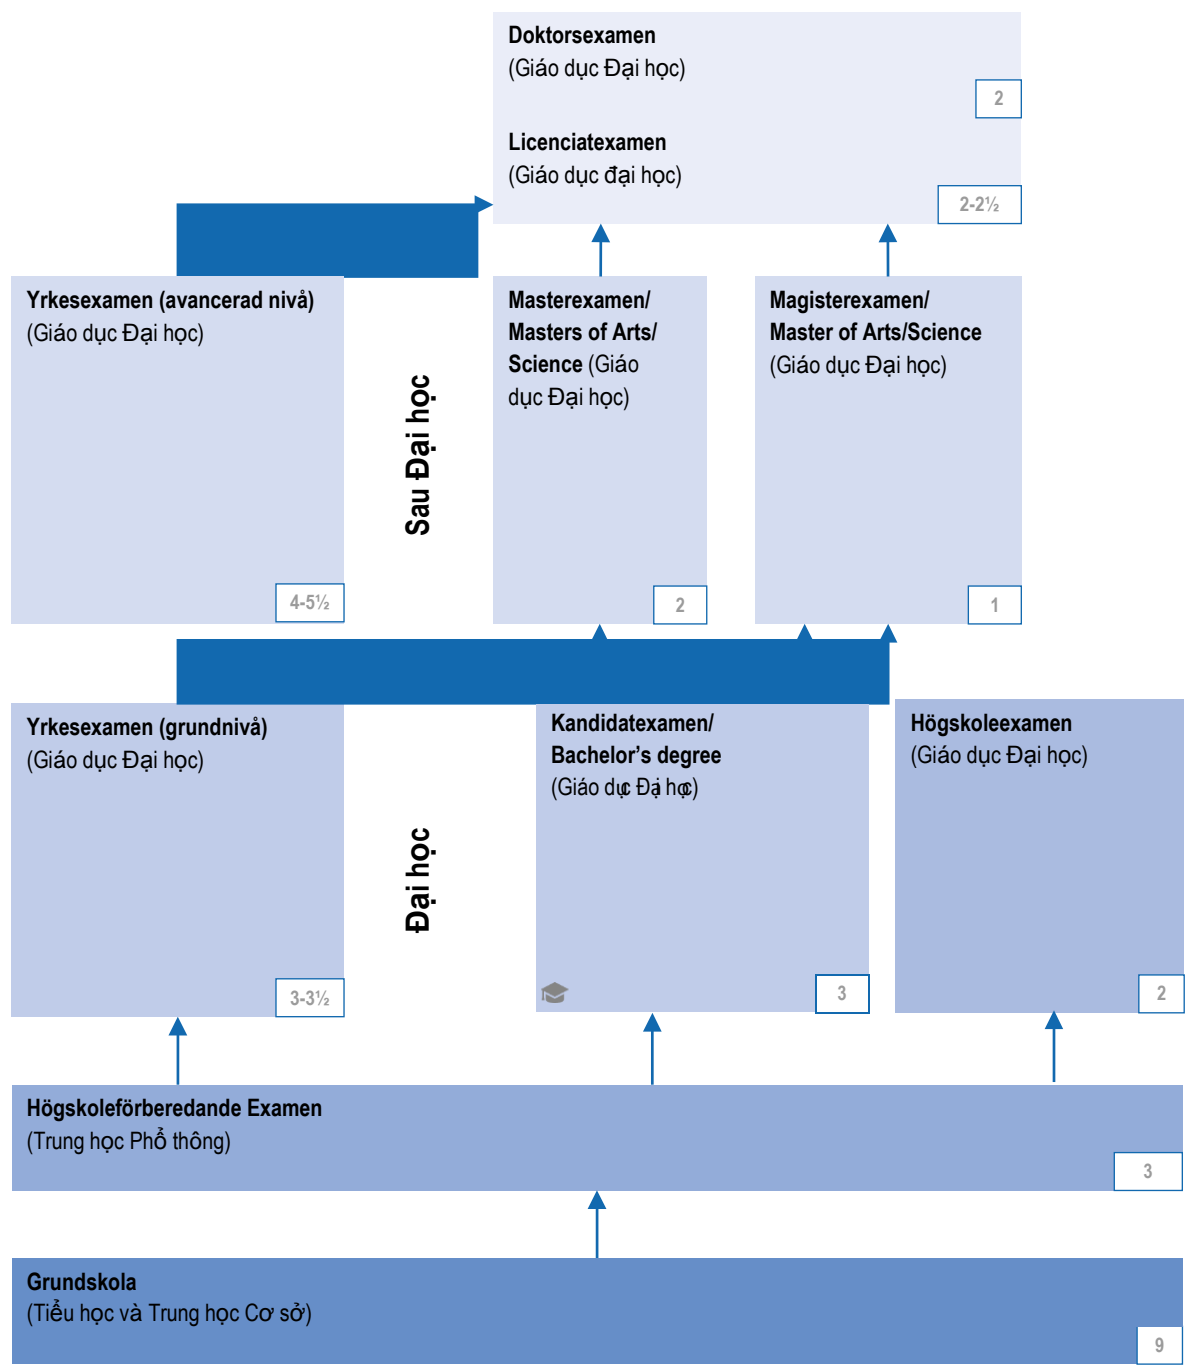 Doktorsexamen
(Giáo dục Đại học)
2
Licenciatexamen
(Giáo dục đại học)
2-2½
Yrkesexamen (avancerad nivå)
(Giáo dục Đại học)
4-5½
Sau Đại học
Masterexamen/
Masters of Arts/
Science (Giáo
dục Đại học)
2
Magisterexamen/
Master of Arts/Science
(Giáo dục Đại học)
1
Yrkesexamen (grundnivå)
(Giáo dục Đại học)
3-3½
Đại học
Kandidatexamen/
Bachelor's degree
(Giáo dục Đại học)
3
Högskoleexamen
(Giáo dục Đại học)
2
Högskoleförberedande Examen
(Trung học Phổ thông)
3
Grundskola
(Tiểu học và Trung học Cơ sở)
9